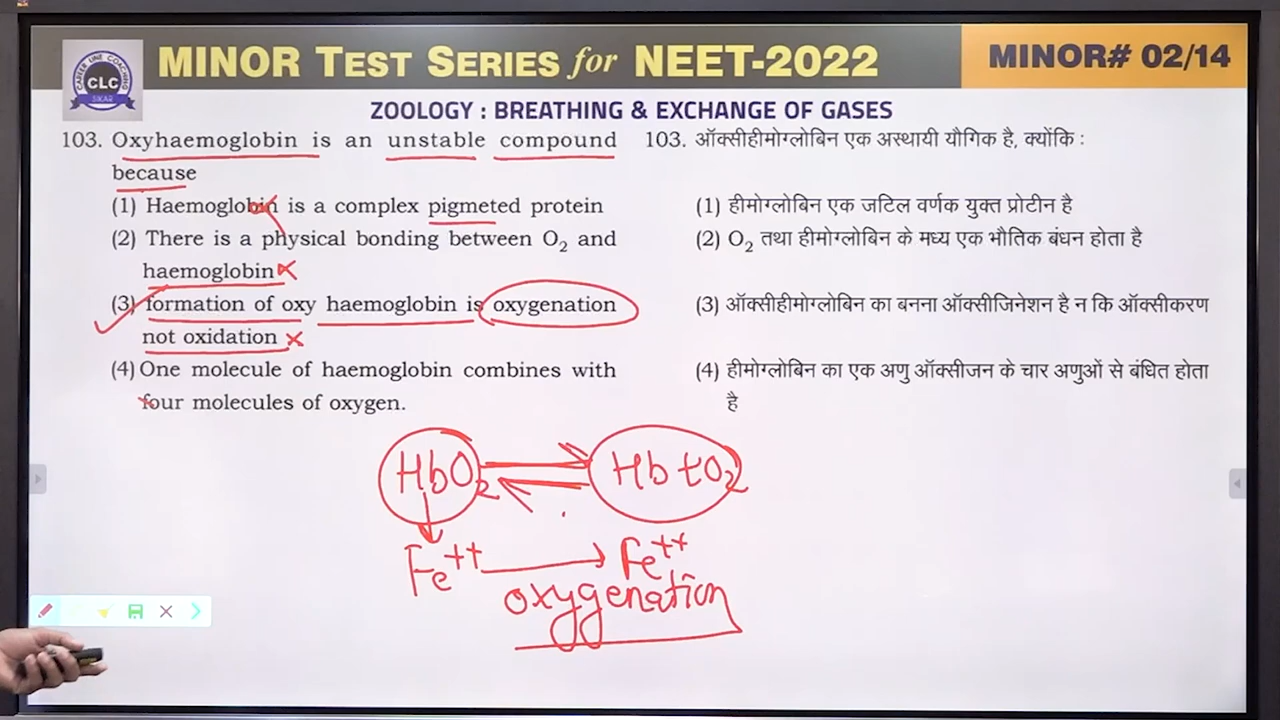 MINOR TEST SERIES for NEET-2022
MINOR# 02/14
CAREER LINE COACHING
CLC
SIKAR
ZOOLOGY : BREATHING & EXCHANGE OF GASES
103. Oxyhaemoglobin is an unstable compound
because
(1) Haemoglobin is a complex pigmeted protein
(2) There is a physical bonding between O₂ and
haemoglobin
(3) formation of oxy haemoglobin is oxygenation
not oxidation
(4) One molecule of haemoglobin combines with
four molecules of oxygen.
103. ऑक्सीहीमोग्लोबिन एक अस्थायी यौगिक है, क्योंकि :
(1) हीमोग्लोबिन एक जटिल वर्णक युक्त प्रोटीन है
(2) O₂ तथा हीमोग्लोबिन के मध्य एक भौतिक बंधन होता है
(3) ऑक्सीहीमोग्लोबिन का बनना ऑक्सीजिनेशन है न कि ऑक्सीकरण
(4) हीमोग्लोबिन का एक अणु ऑक्सीजन के चार अणुओं से बंधित होता
है
HbO₂ ⇌ Hb + O₂
Fe⁺⁺ → Fe⁺⁺
oxygenation